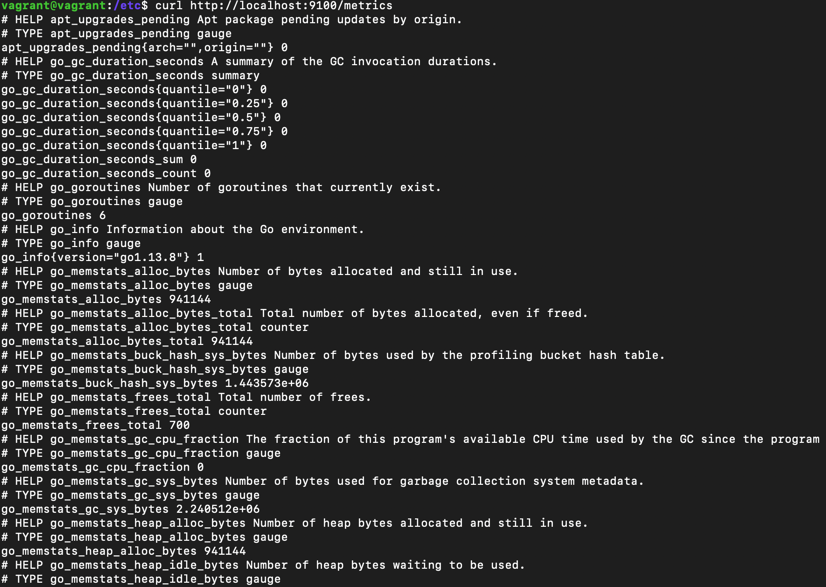 vagrant@vagrant:/etc$ curl http://localhost:9100/metrics
# HELP apt_upgrades_pending Apt package pending updates by origin.
# TYPE apt_upgrades_pending gauge
apt_upgrades_pending{arch="",origin=""} 0
# HELP go_gc_duration_seconds A summary of the GC invocation durations.
# TYPE go_gc_duration_seconds summary
go_gc_duration_seconds{quantile="0"} 0
go_gc_duration_seconds{quantile="0.25"} 0
go_gc_duration_seconds{quantile="0.5"} 0
go_gc_duration_seconds{quantile="0.75"} 0
go_gc_duration_seconds{quantile="1"} 0
go_gc_duration_seconds_sum 0
go_gc_duration_seconds_count 0
# HELP go_goroutines Number of goroutines that currently exist.
# TYPE go_goroutines gauge
go_goroutines 6
# HELP go_info Information about the Go environment.
# TYPE go_info gauge
go_info{version="go1.13.8"} 1
# HELP go_memstats_alloc_bytes Number of bytes allocated and still in use.
# TYPE go_memstats_alloc_bytes gauge
go_memstats_alloc_bytes 941144
# HELP go_memstats_alloc_bytes_total Total number of bytes allocated, even if freed.
# TYPE go_memstats_alloc_bytes_total counter
go_memstats_alloc_bytes_total 941144
# HELP go_memstats_buck_hash_sys_bytes Number of bytes used by the profiling bucket hash table.
# TYPE go_memstats_buck_hash_sys_bytes gauge
go_memstats_buck_hash_sys_bytes 1.443573e+06
# HELP go_memstats_frees_total Total number of frees.
# TYPE go_memstats_frees_total counter
go_memstats_frees_total 700
# HELP go_memstats_gc_cpu_fraction The fraction of this program's available CPU time used by the GC since the program
# TYPE go_memstats_gc_cpu_fraction gauge
go_memstats_gc_cpu_fraction 0
# HELP go_memstats_gc_sys_bytes Number of bytes used for garbage collection system metadata.
# TYPE go_memstats_gc_sys_bytes gauge
go_memstats_gc_sys_bytes 2.240512e+06
# HELP go_memstats_heap_alloc_bytes Number of heap bytes allocated and still in use.
# TYPE go_memstats_heap_alloc_bytes gauge
go_memstats_heap_alloc_bytes 941144
# HELP go_memstats_heap_idle_bytes Number of heap bytes waiting to be used.
# TYPE go_memstats_heap_idle_bytes gauge